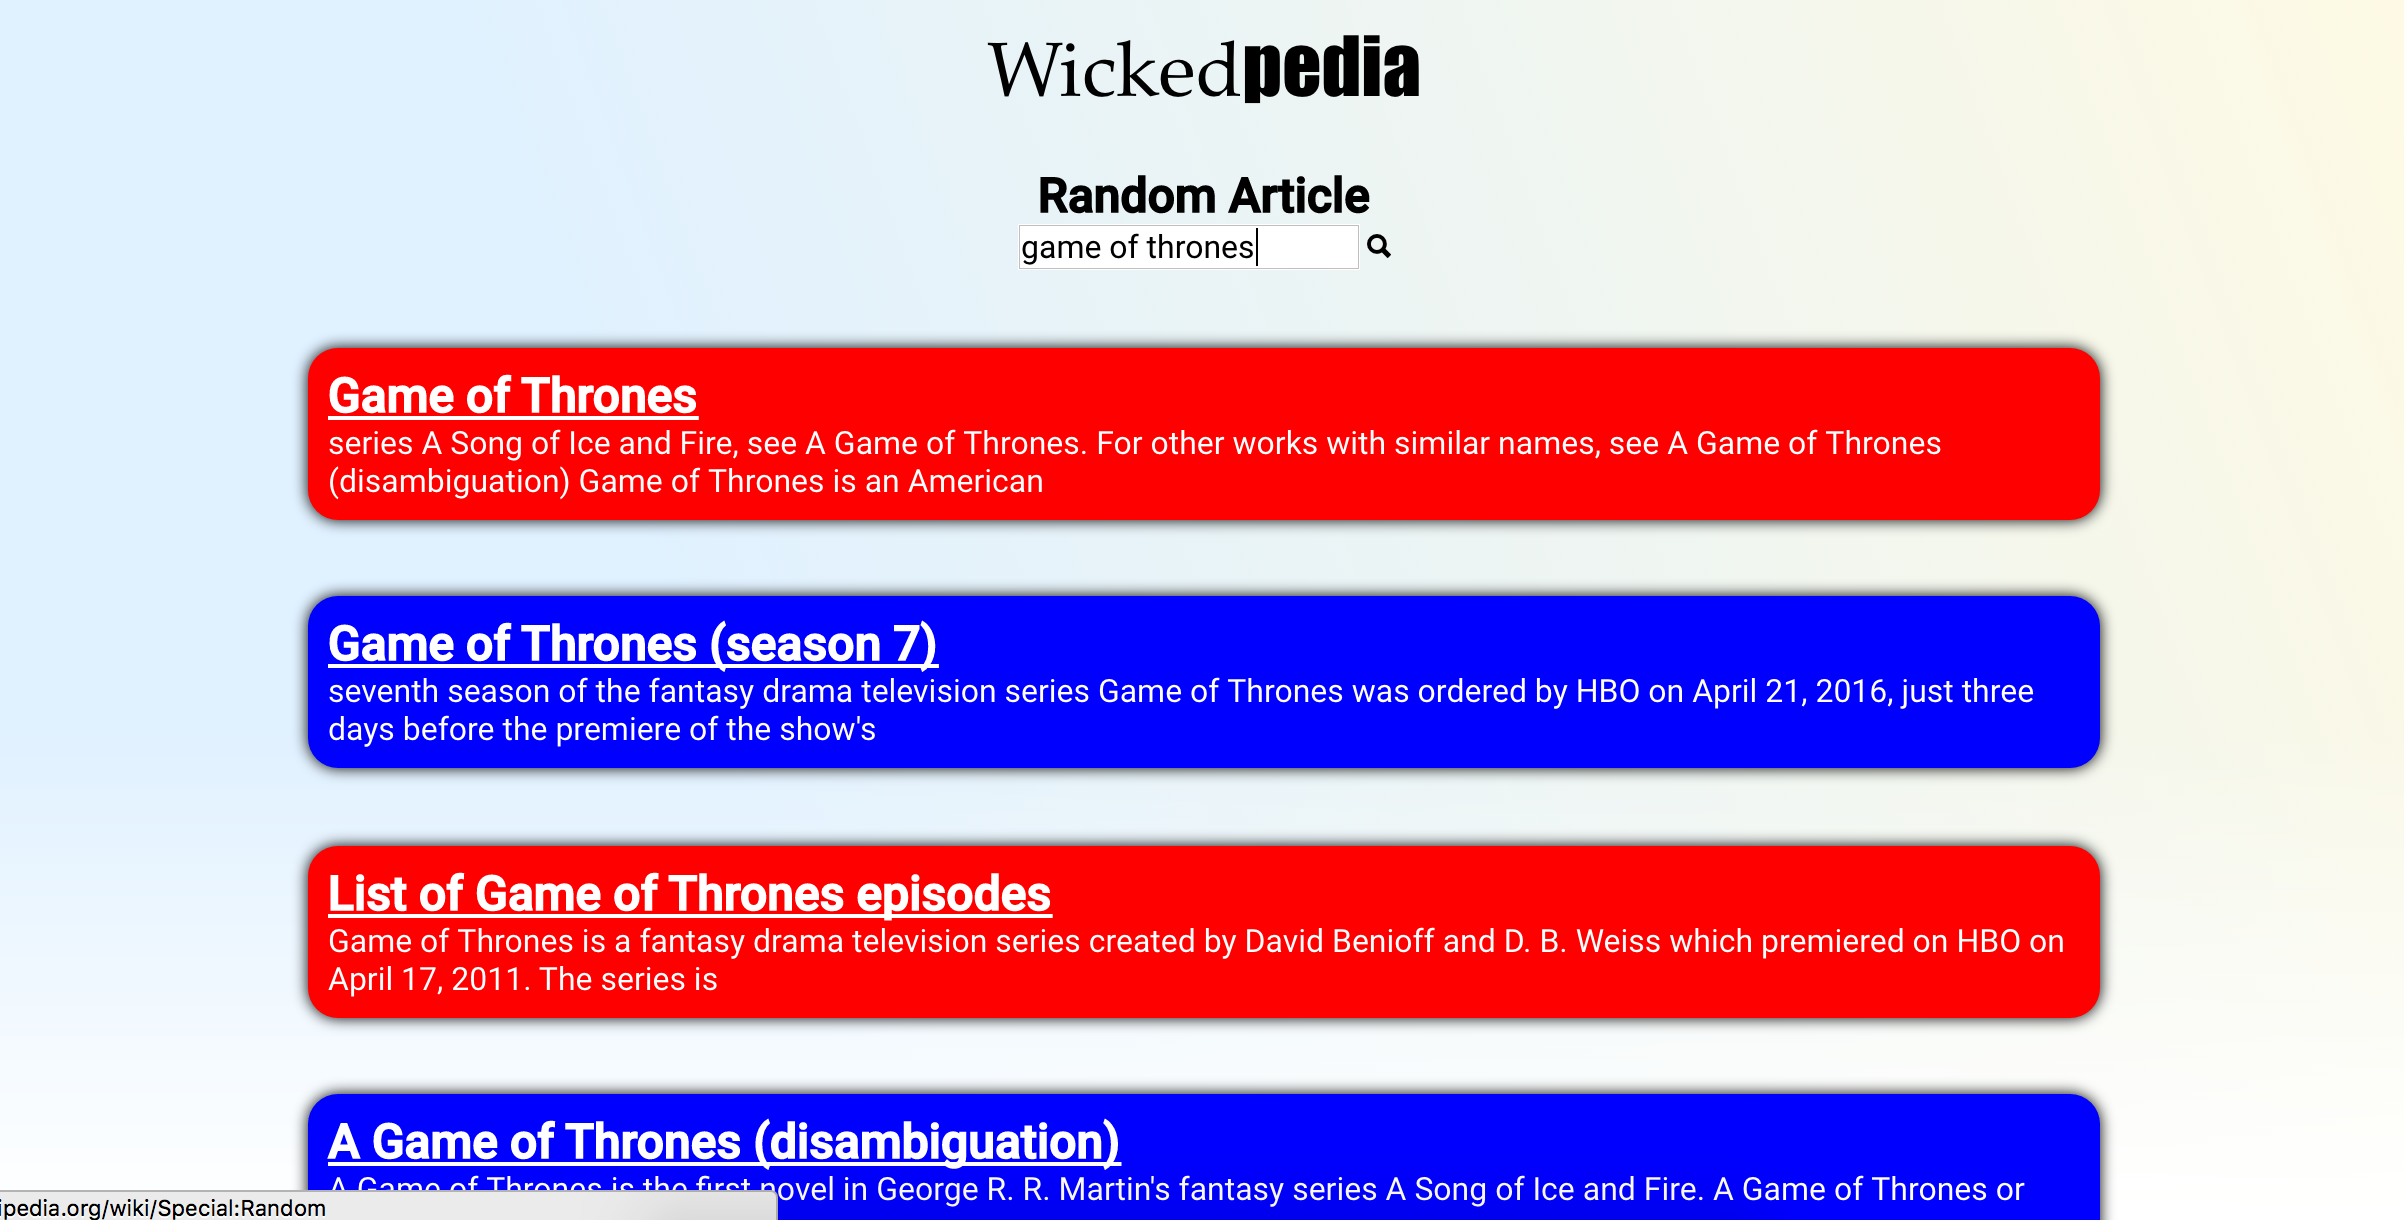 Wickedpedia
Random Article
game of thrones
Game of Thrones
series A Song of Ice and Fire, see A Game of Thrones. For other works with similar names, see A Game of Thrones
(disambiguation) Game of Thrones is an American
Game of Thrones (season 7)
seventh season of the fantasy drama television series Game of Thrones was ordered by HBO on April 21, 2016, just three
days before the premiere of the show's
List of Game of Thrones episodes
Game of Thrones is a fantasy drama television series created by David Benioff and D. B. Weiss which premiered on HBO on
April 17, 2011. The series is
A Game of Thrones (disambiguation)
A Game of Thrones is the first novel in George R. R. Martin's fantasy series A Song of Ice and Fire. A Game of Thrones or
ipedia.org/wiki/Special:Random